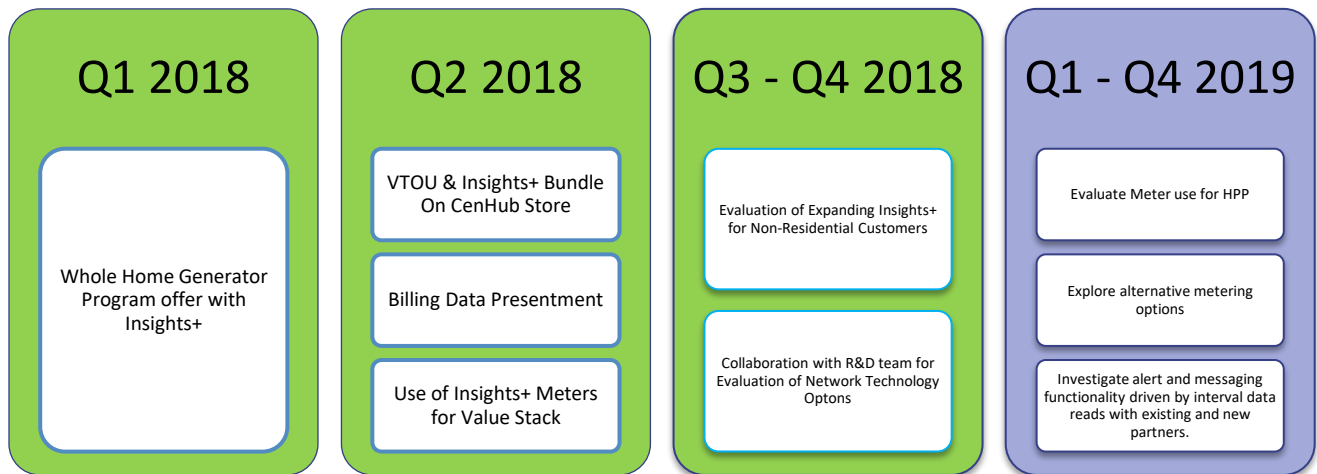 Q1 2018
Whole Home Generator
Program offer with
Insights+
Q2 2018
VTOU & Insights+ Bundle
On CenHub Store
Billing Data Presentment
Use of Insights+ Meters
for Value Stack
Q3 - Q4 2018
Evaluation of Expanding Insights+
for Non-Residential Customers
Collaboration with R&D team for
Evaluation of Network Technology
Optons
Q1 - Q4 2019
Evaluate Meter use for HPP
Explore alternative metering
options
Investigate alert and messaging
functionality driven by interval data
reads with existing and new
partners.